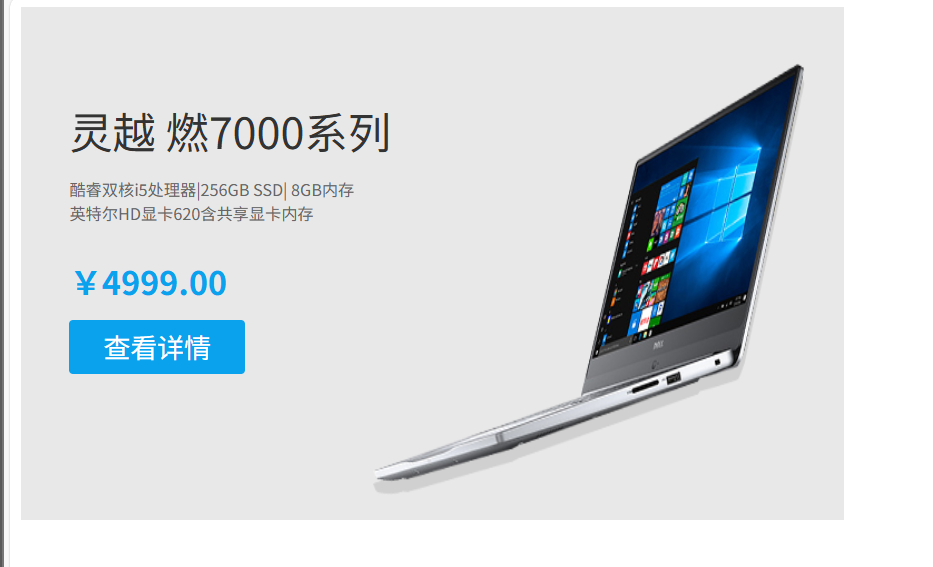 灵越 燃7000系列
酷睿双核i5处理器|256GB SSD| 8GB内存
英特尔HD显卡620含共享显卡内存
￥4999.00
查看详情
DELL